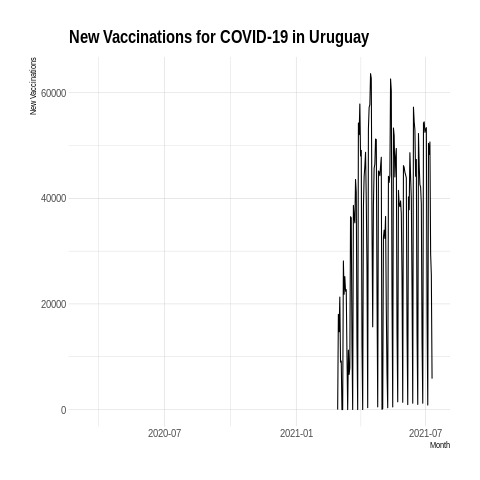 New Vaccinations for COVID-19 in Uruguay
New Vaccinations
60000
40000
20000
0
2020-07
2021-01
2021-07
Month